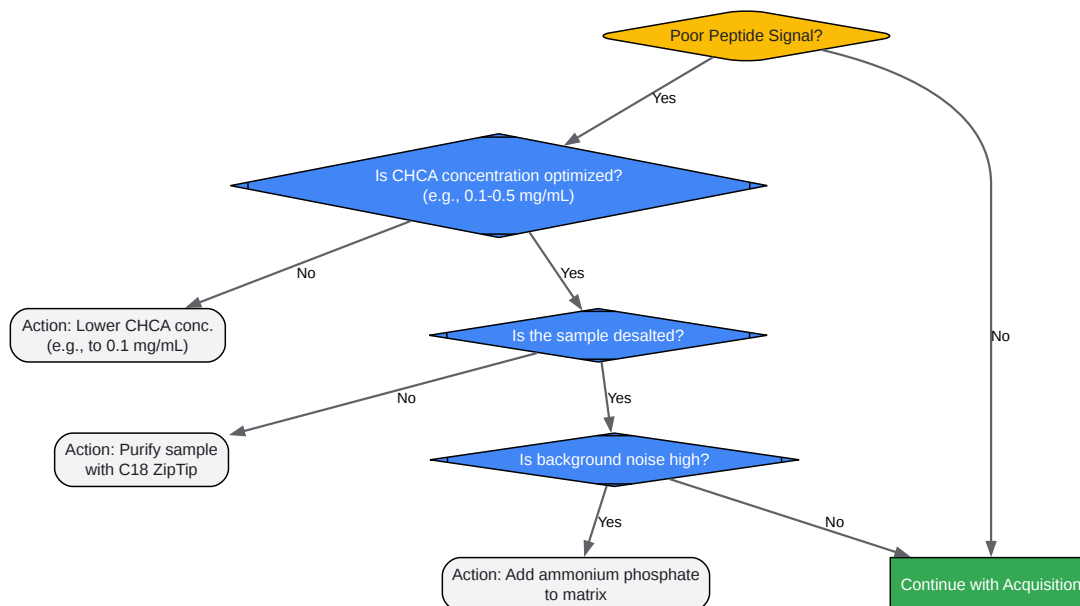 Poor Peptide Signal?
Yes
Is CHCA concentration optimized?
(e.g., 0.1-0.5 mg/mL)
No
Yes
Action: Lower CHCA conc.
(e.g., to 0.1 mg/mL)
Is the sample desalted?
No
No
Yes
Action: Purify sample
with C18 ZipTip
Is background noise high?
Yes
No
Action: Add ammonium phosphate
to matrix
Continue with Acquisition